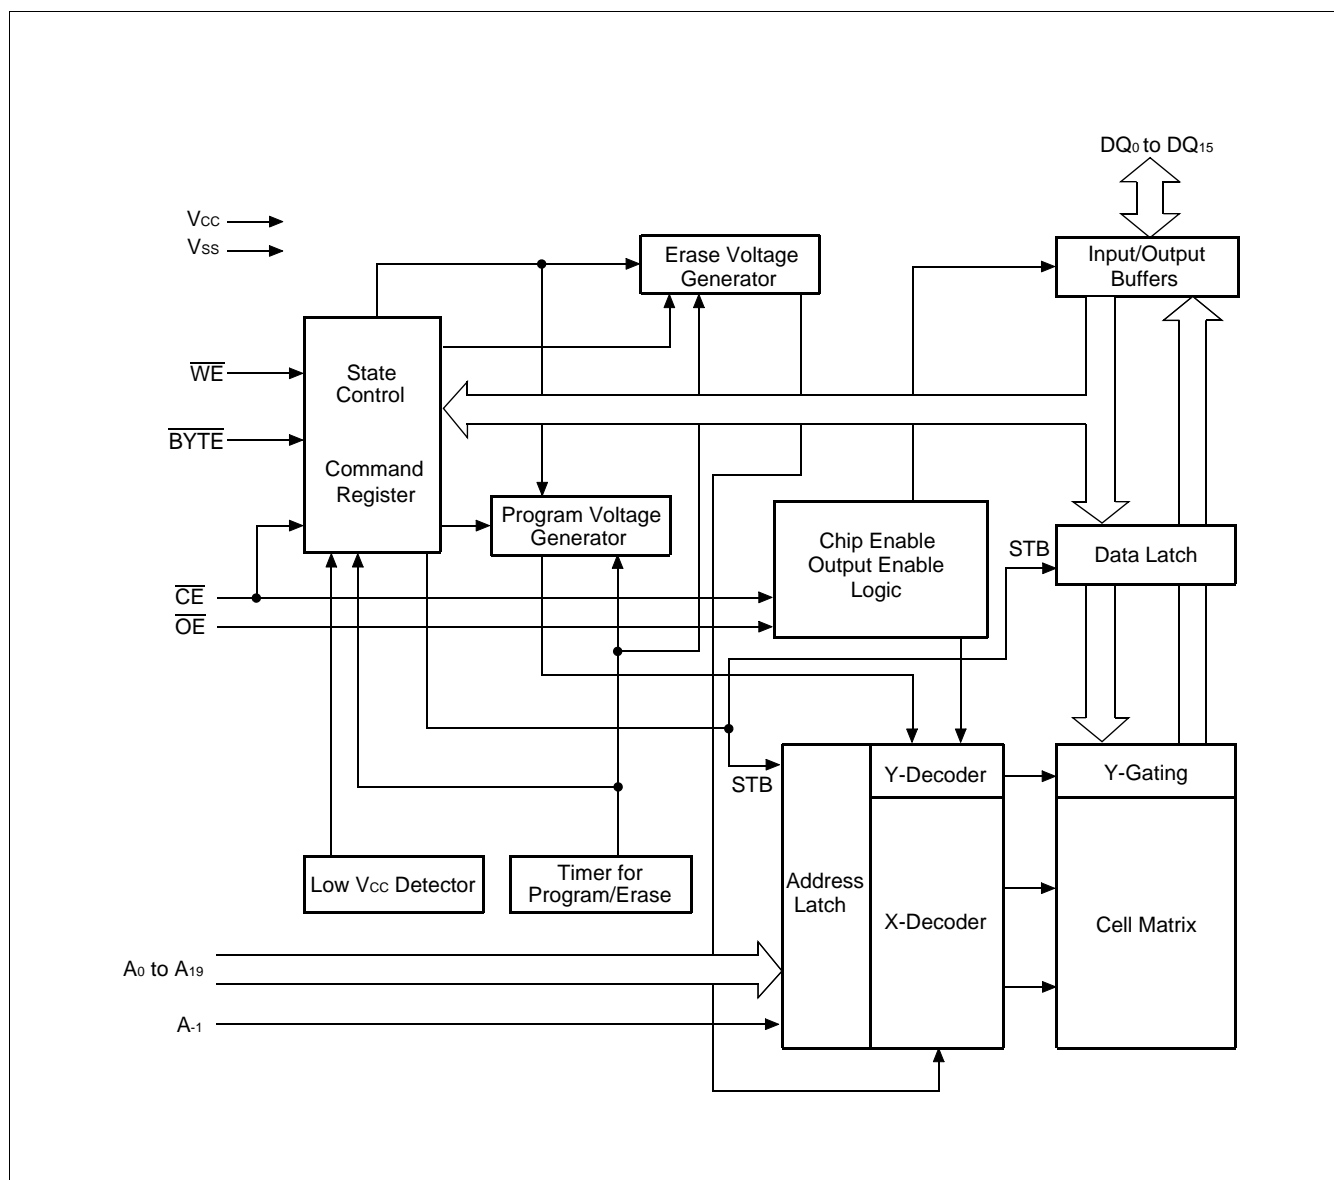 DQ0 to DQ15
VCC
VSS
Erase Voltage
Generator
Input/Output
Buffers
WE
State
Control
BYTE
Command
Register
Program Voltage
Generator
Chip Enable
Output Enable
Logic
STB
Data Latch
CE
OE
STB
Y-Decoder
Y-Gating
Low VCC Detector
Timer for
Program/Erase
Address
Latch
X-Decoder
Cell Matrix
A0 to A19
A-1